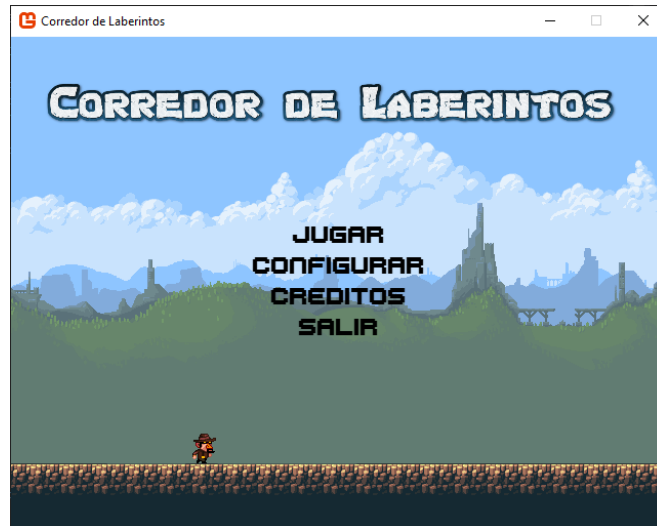 Corredor de Laberintos
CORREDOR DE LABERINTOS
JUGAR
CONFIGURAR
CREDITOS
SALIR